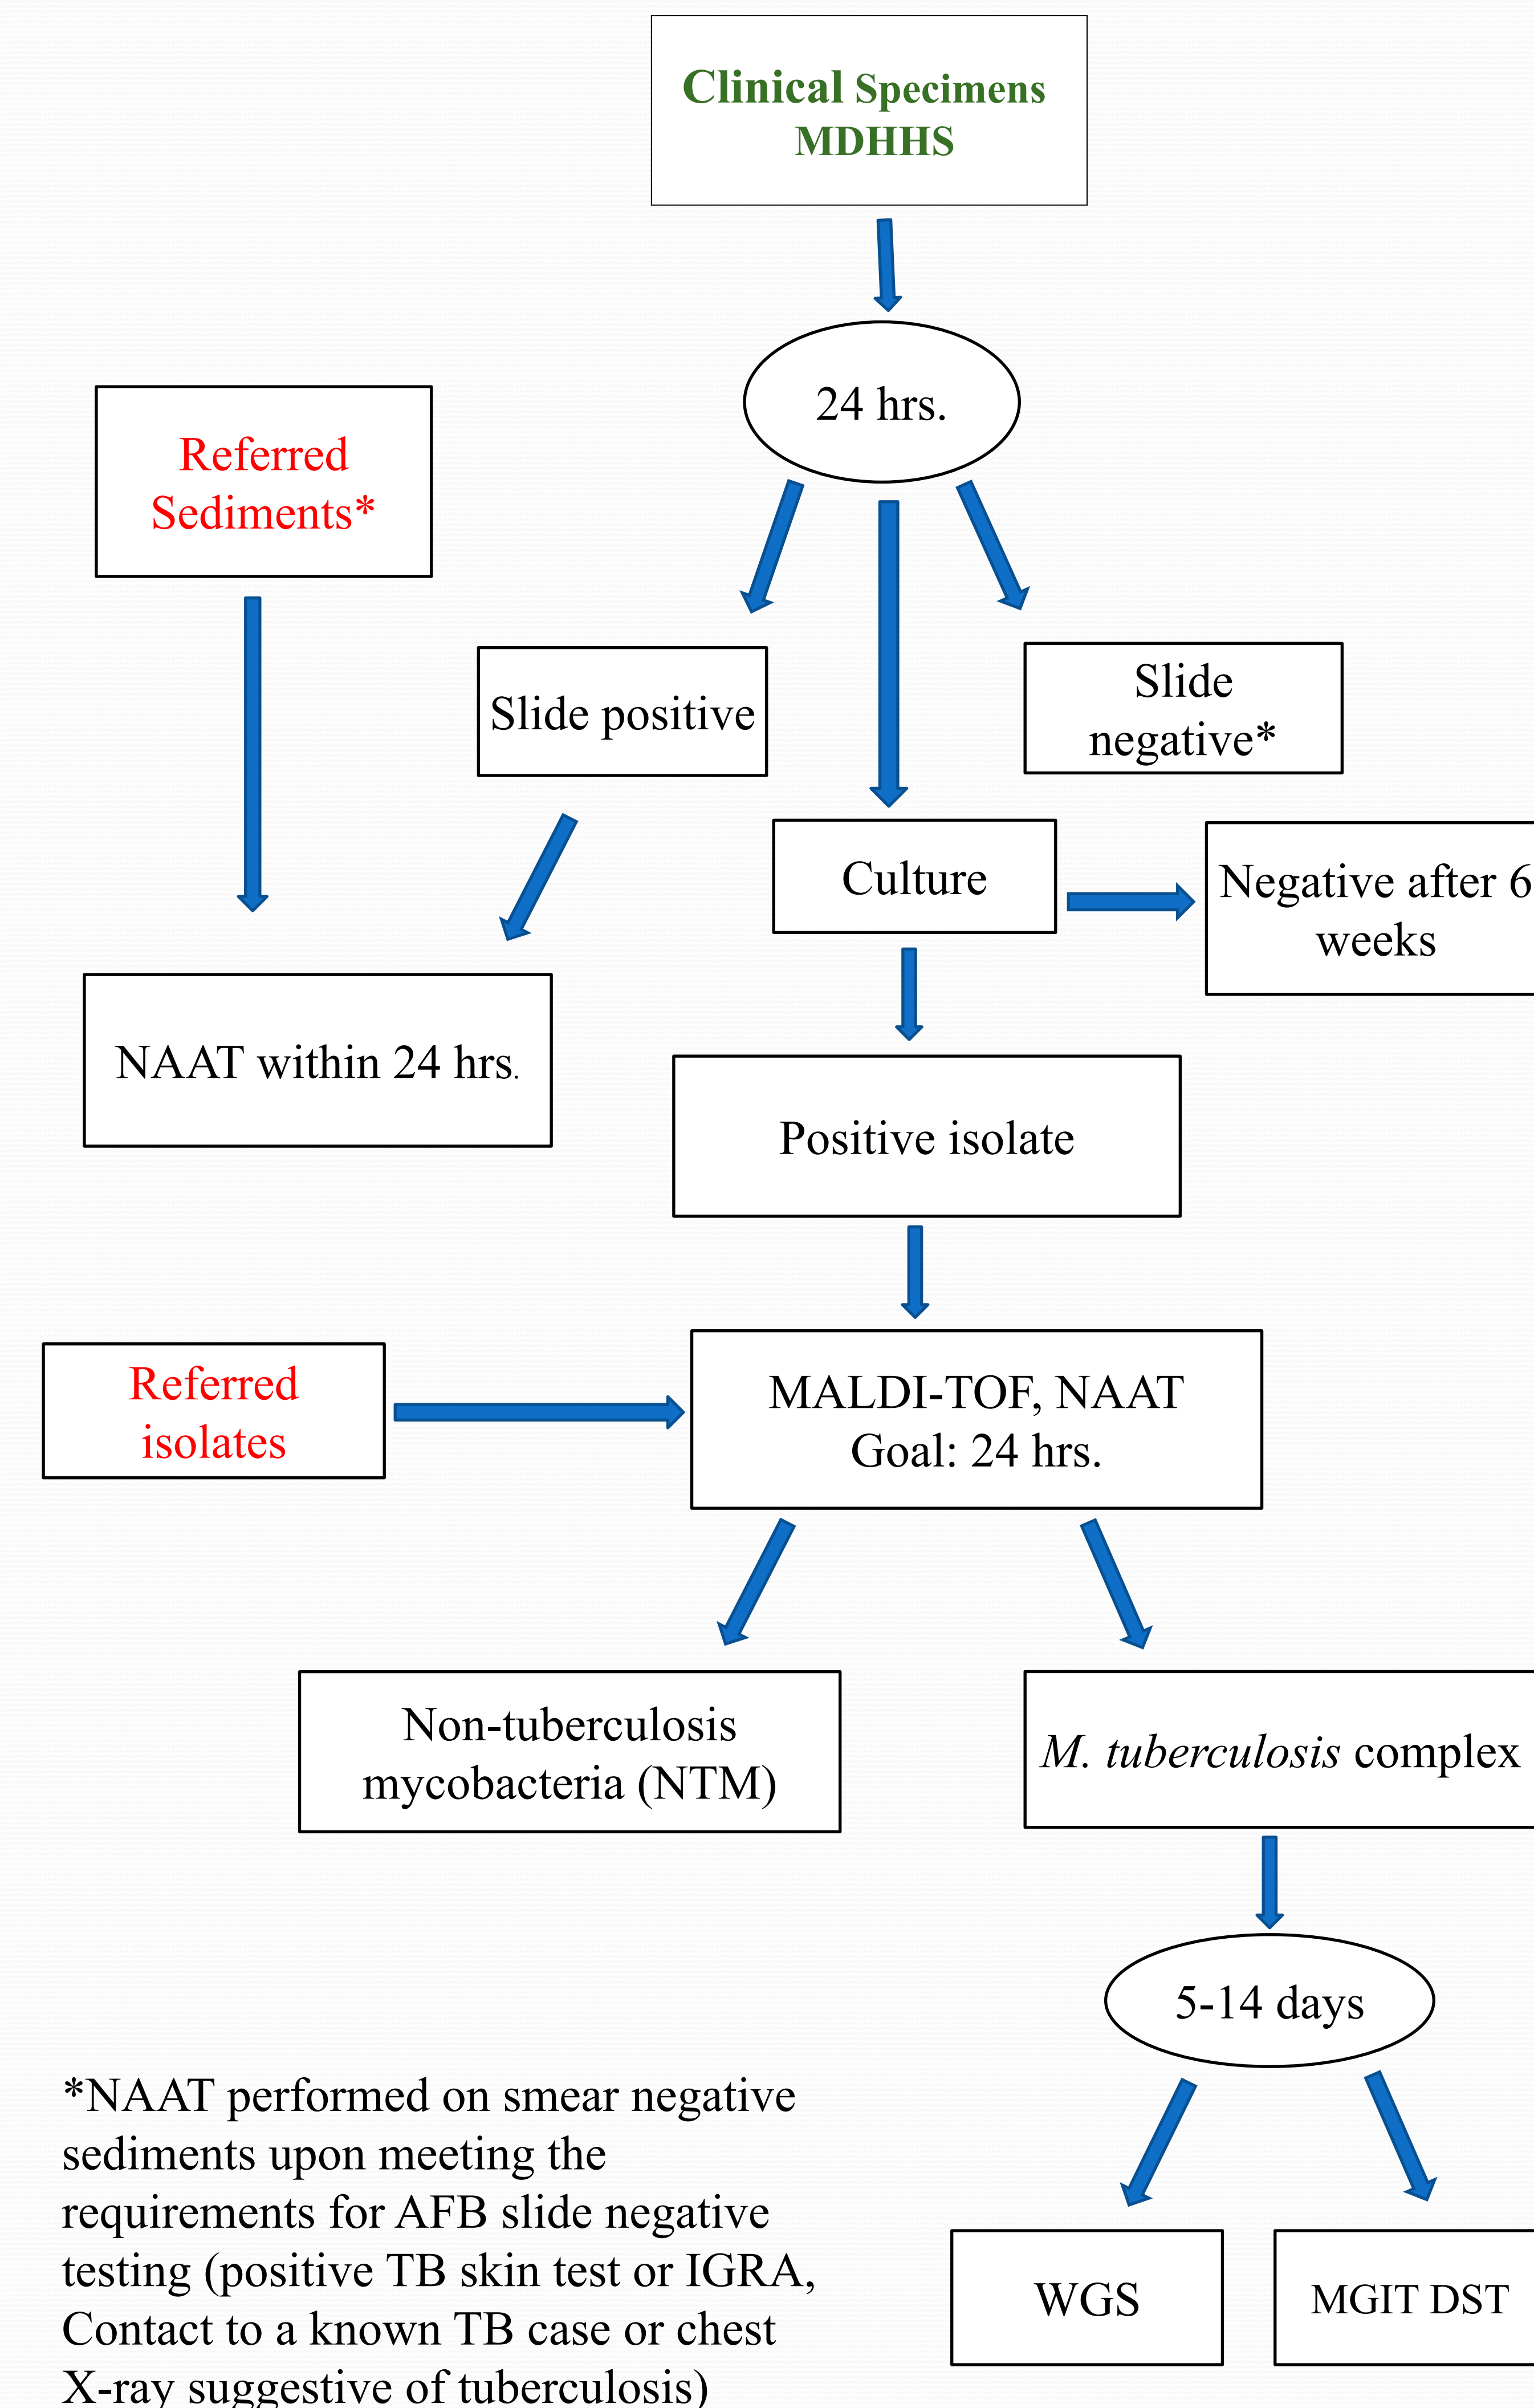 Clinical Specimens
MDHHS
24 hrs.
Referred
Sediments*
Slide positive
Slide
negative*
Culture
Negative after 6
weeks
NAAT within 24 hrs.
Positive isolate
Referred
isolates
MALDI-TOF, NAAT
Goal: 24 hrs.
Non-tuberculosis
mycobacteria (NTM)
M. tuberculosis complex
5-14 days
*NAAT performed on smear negative
sediments upon meeting the
requirements for AFB slide negative
testing (positive TB skin test or IGRA,
Contact to a known TB case or chest
X-ray suggestive of tuberculosis)
WGS
MGIT DST